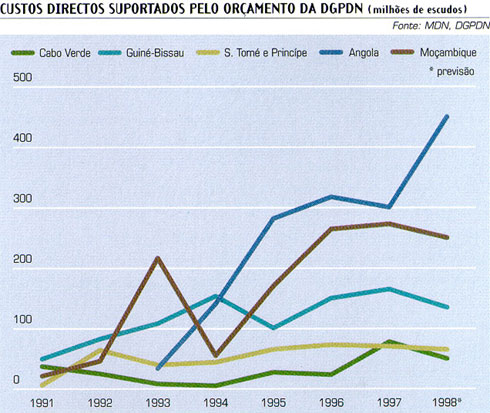 CUSTOS DIRECTOS SUPORTADOS PELO ORÇAMENTO DA DGPDN (milhões de escudos)
Fonte: MDN, DGPDN
Cabo Verde Guiné-Bissau S. Tomé e Principe Angola Moçambique
* previsão
500
400
300
200
100
0
1991 1992 1993 1994 1995 1996 1997 1998*